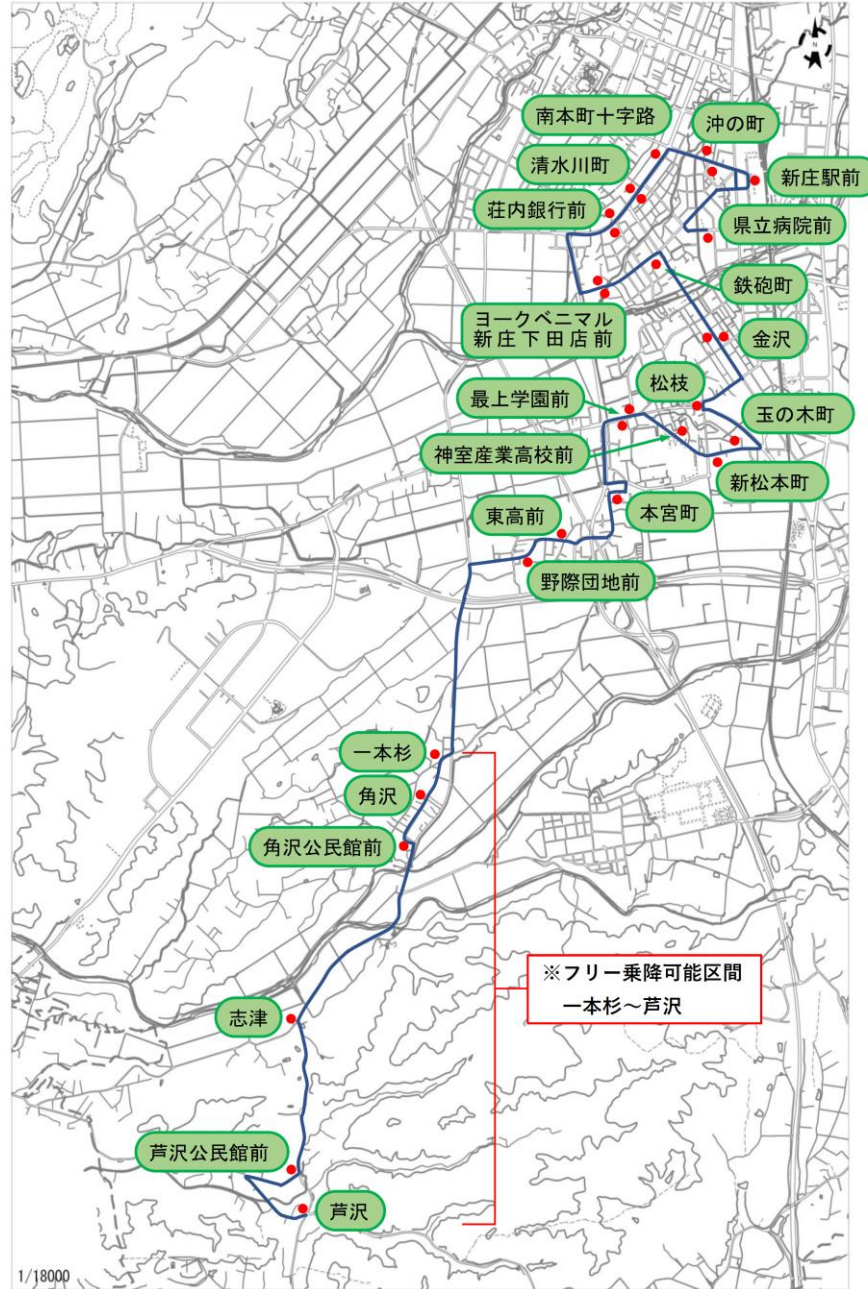 N
南本町十字路
沖の町
清水川町
新庄駅前
荘内銀行前
県立病院前
鉄砲町
ヨークベニマル
新庄下田店前
金沢
松枝
最上学園前
玉の木町
神室産業高校前
新松本町
東高前
本宮町
野際団地前
一本杉
角沢
角沢公民館前
※フリー乗降可能区間
一本杉~芦沢
志津
芦沢公民館前
芦沢
1/18000